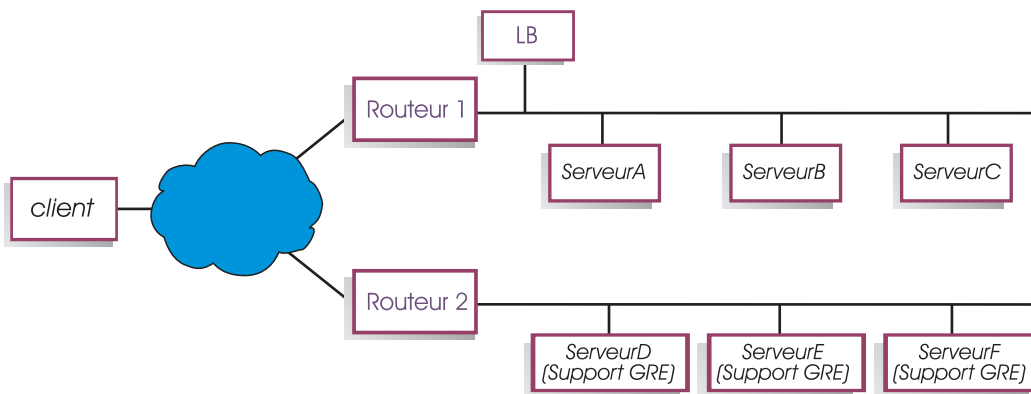 LB
Routeur 1
ServeurA
ServeurB
ServeurC
client
Routeur 2
ServeurD
(Support GRE)
ServeurE
(Support GRE)
ServeurF
(Support GRE)